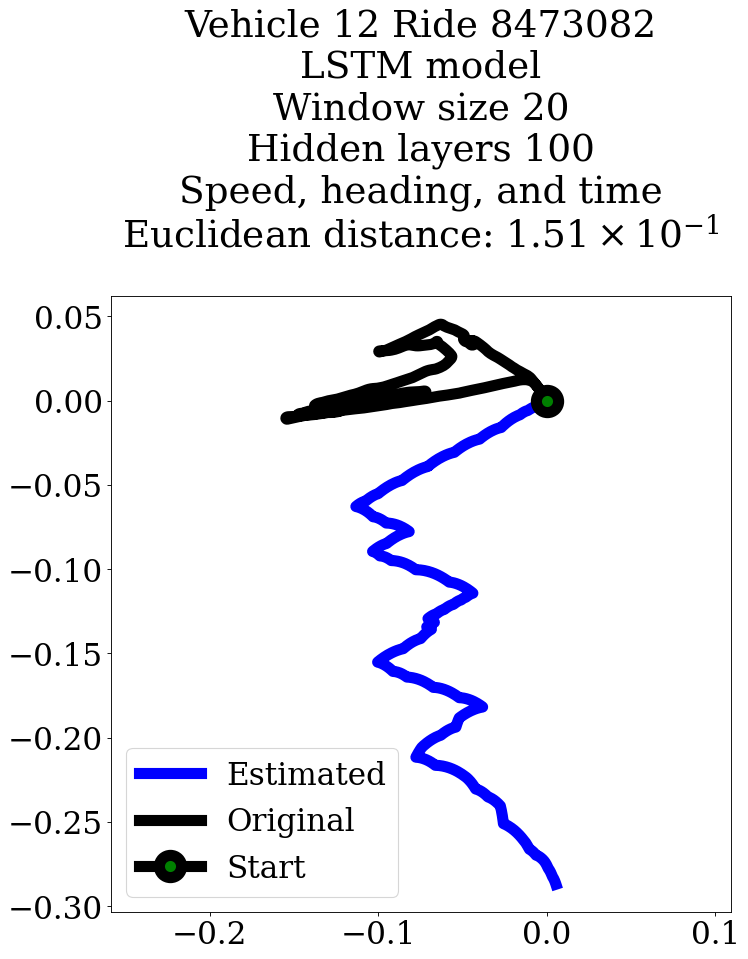 Vehicle 12 Ride 8473082
LSTM model
Window size 20
Hidden layers 100
Speed, heading, and time
Euclidean distance: 1.51 × 10⁻¹
0.05
0.00
−0.05
−0.10
−0.15
−0.20
−0.25
−0.30
Estimated
Original
Start
−0.2
−0.1
0.0
0.1